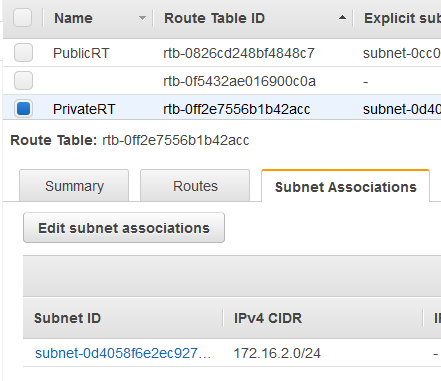 Name Route Table ID Explicit sub
PublicRT rtb-0826cd248bf4848c7 subnet-0cc0
rtb-0f5432ae016900c0a -
PrivateRT rtb-0ff2e7556b1b42acc subnet-0d40
Route Table: rtb-0ff2e7556b1b42acc
Summary Routes Subnet Associations
Edit subnet associations
Subnet ID IPv4 CIDR
subnet-0d4058f6e2ec927... 172.16.2.0/24 -